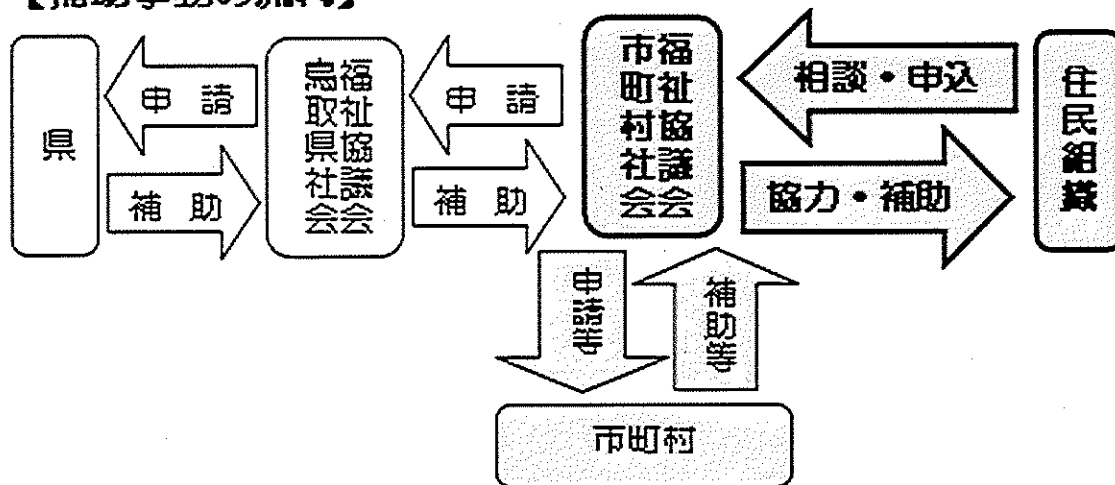 県
申請
補助
鳥取県社会
福祉協議会
申請
補助
市町村社会
福祉協議会
相談・申込
協力・補助
住民組織
申請等
補助等
市町村